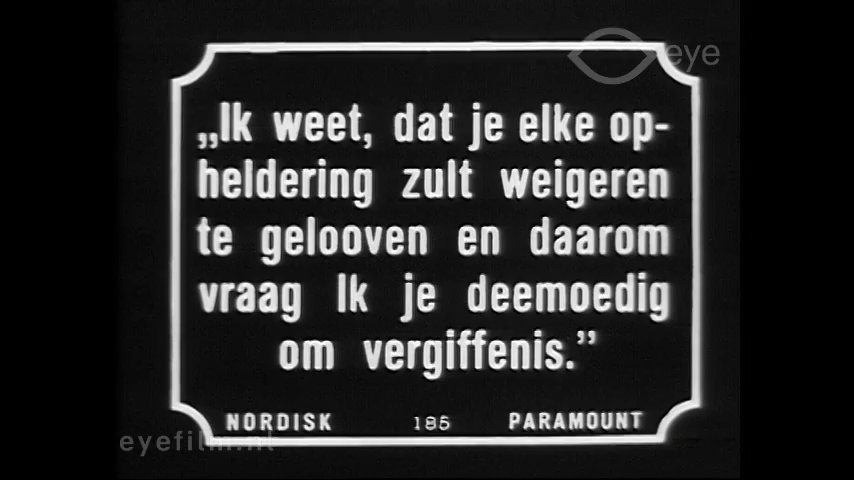 eye
„Ik weet, dat je elke op-
heldering zult weigeren
te gelooven en daarom
vraag Ik je deemoedig
om vergiffenis.”
NORDISK 185 PARAMOUNT
eyefilm.nl